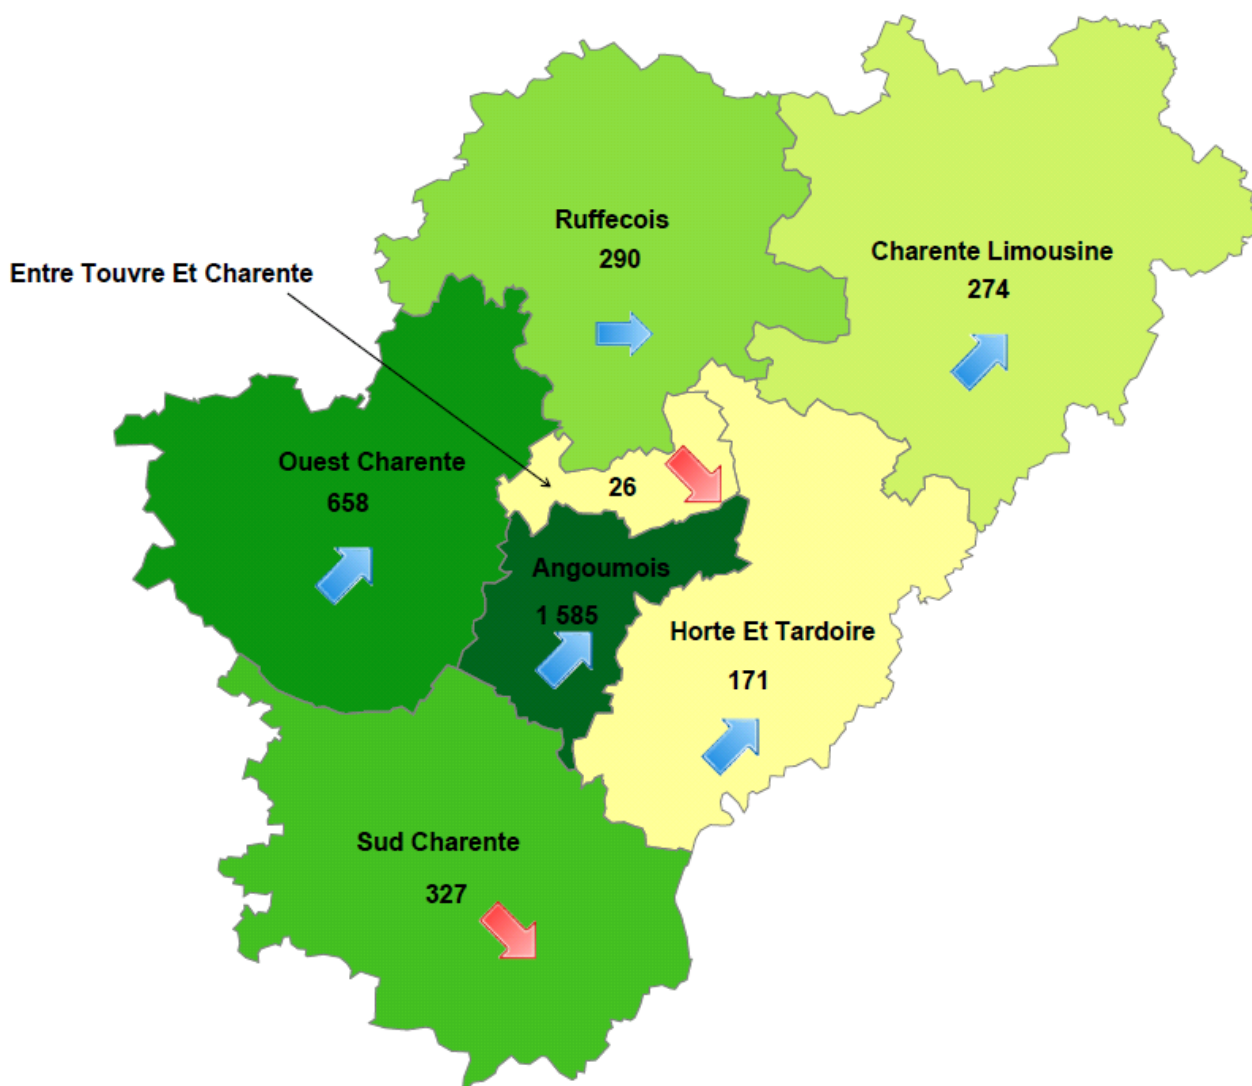 Ruffecois
290
Charente Limousine
274
Entre Touvre Et Charente
Ouest Charente
658
26
Angoumois
1 585
Horte Et Tardoire
171
Sud Charente
327